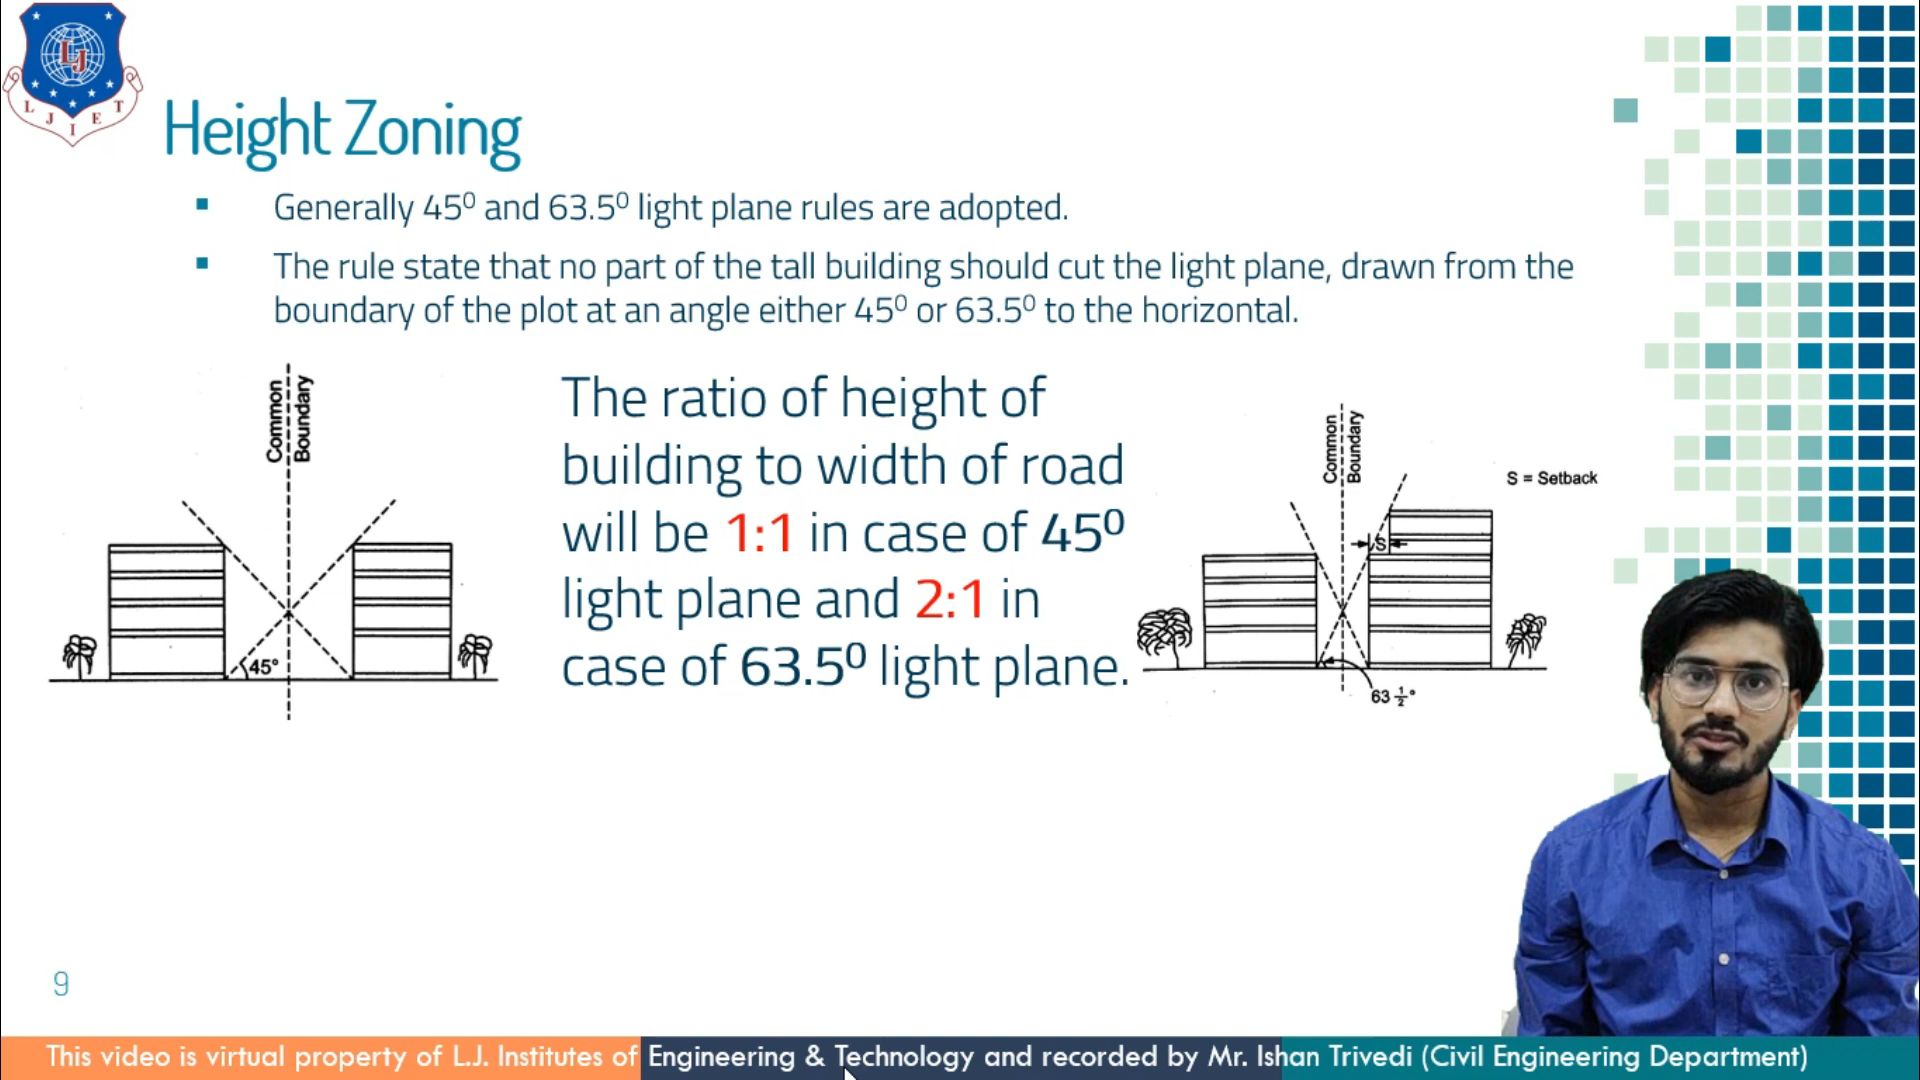 LJ
L J I E T
Height Zoning
Generally 45⁰ and 63.5⁰ light plane rules are adopted.
The rule state that no part of the tall building should cut the light plane, drawn from the
boundary of the plot at an angle either 45⁰ or 63.5⁰ to the horizontal.
Common
Boundary
45°
The ratio of height of
building to width of road
will be 1:1 in case of 45⁰
light plane and 2:1 in
case of 63.5⁰ light plane.
Common
Boundary
S = Setback
S
63 ½°
9
This video is virtual property of L.J. Institutes of Engineering & Technology and recorded by Mr. Ishan Trivedi (Civil Engineering Department)